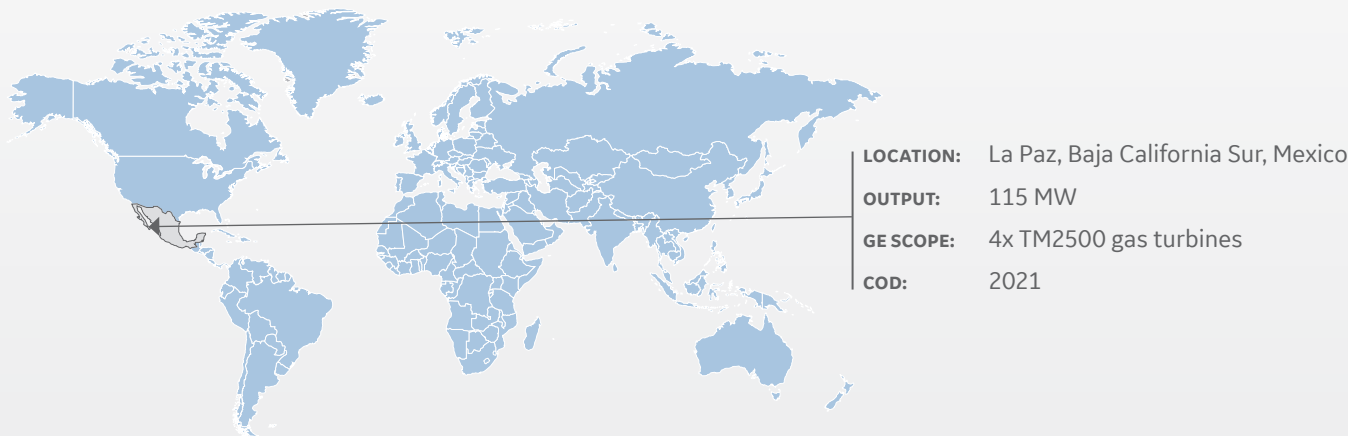 LOCATION: La Paz, Baja California Sur, Mexico
OUTPUT: 115 MW
GE SCOPE: 4x TM2500 gas turbines
COD: 2021